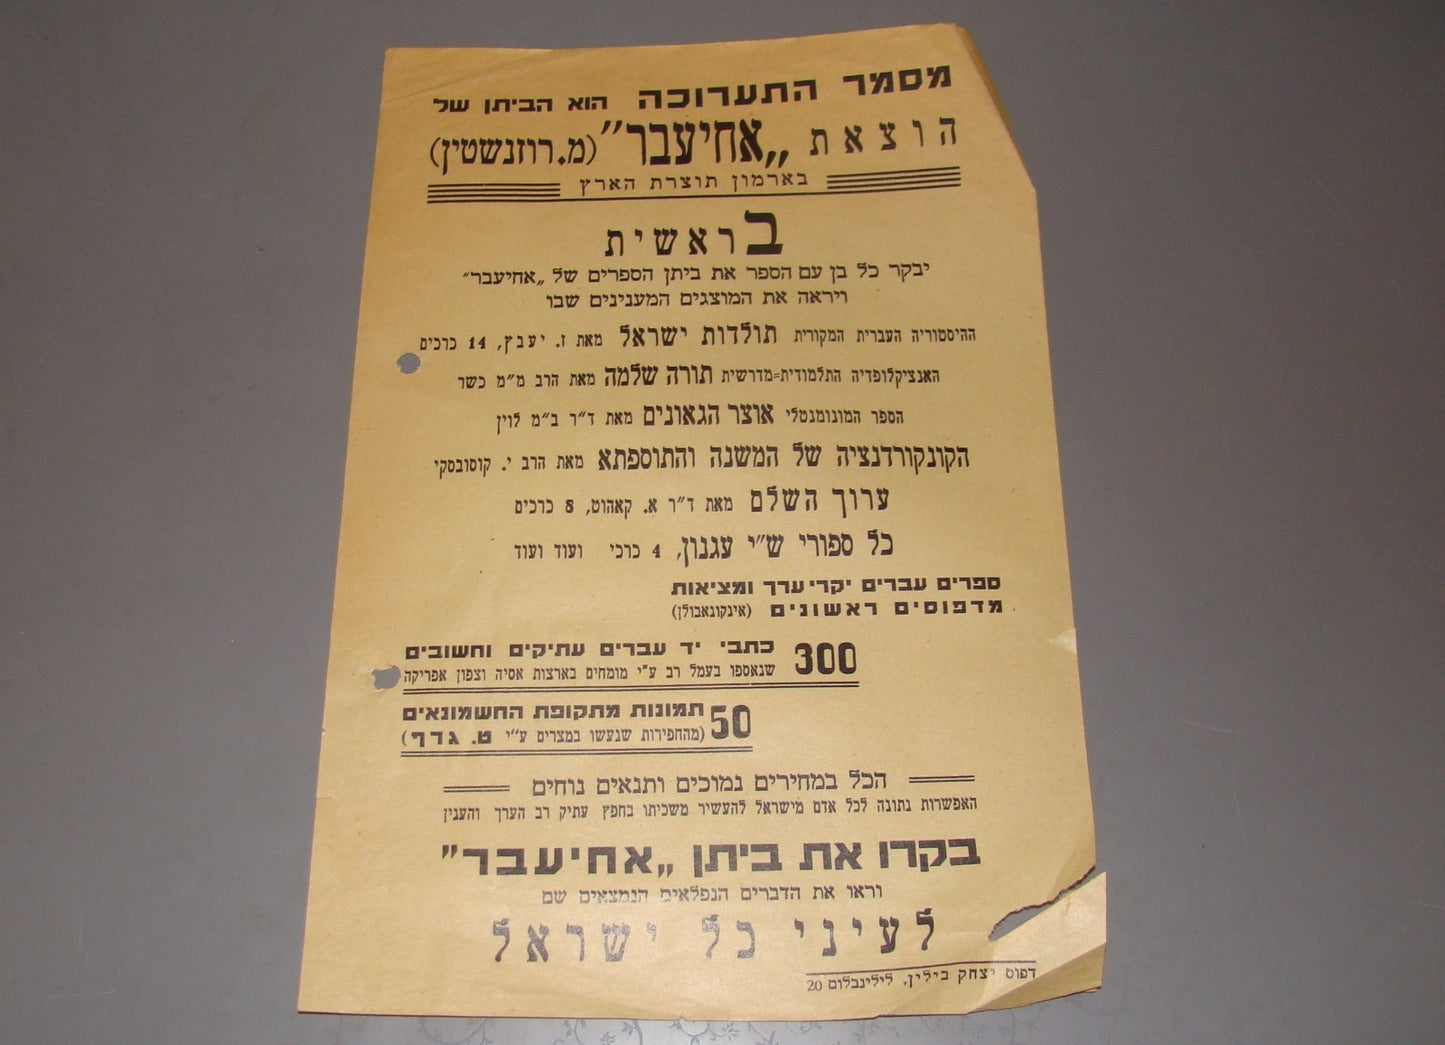 מסמר התערוכה הוא הביתן של
הוצאת „אחיעבר" (מ. רוזנשטין)
בארמון תוצרת הארץ
בראשית
יבקר כל בן עם הספר את ביתן הספרים של „אחיעבר"
ויראה את המוצגים המענינים שבו
ההיסטוריה העברית המקורית תולדות ישראל מאת ז. יעבץ, 14 כרכים
האנציקלופדיה התלמודית=מדרשית תורה שלמה מאת הרב מ"מ כשר
הספר המונומנטלי אוצר הגאונים מאת ד"ר ב"מ לוין
הקונקורדנציה של המשנה והתוספתא מאת הרב י. קוסובסקי
ערוך השלם מאת ד"ר א. קאהוט, 8 כרכים
כל ספורי ש"י עגנון, 4 כרכי ועוד ועוד
ספרים עברים יקרי ערך ומציאות
מדפוסים ראשונים (אינקונאבולן)
300 כתבי יד עברים עתיקים וחשובים
שנאספו בעמל רב ע"י מומחים בארצות אסיה וצפון אפריקה
50 תמונות מתקופת החשמונאים
(מהחפירות שנעשו במצרים ע"י ט. גדף)
הכל במחירים נמוכים ותנאים נוחים
האפשרות נתונה לכל אדם מישראל להעשיר משכיתו בחפץ עתיק רב הערך והענין
בקרו את ביתן „אחיעבר"
וראו את הדברים הנפלאים הנמצאים שם
לעיני כל ישראל
דפוס יצחק בילין, לילינבלום 20